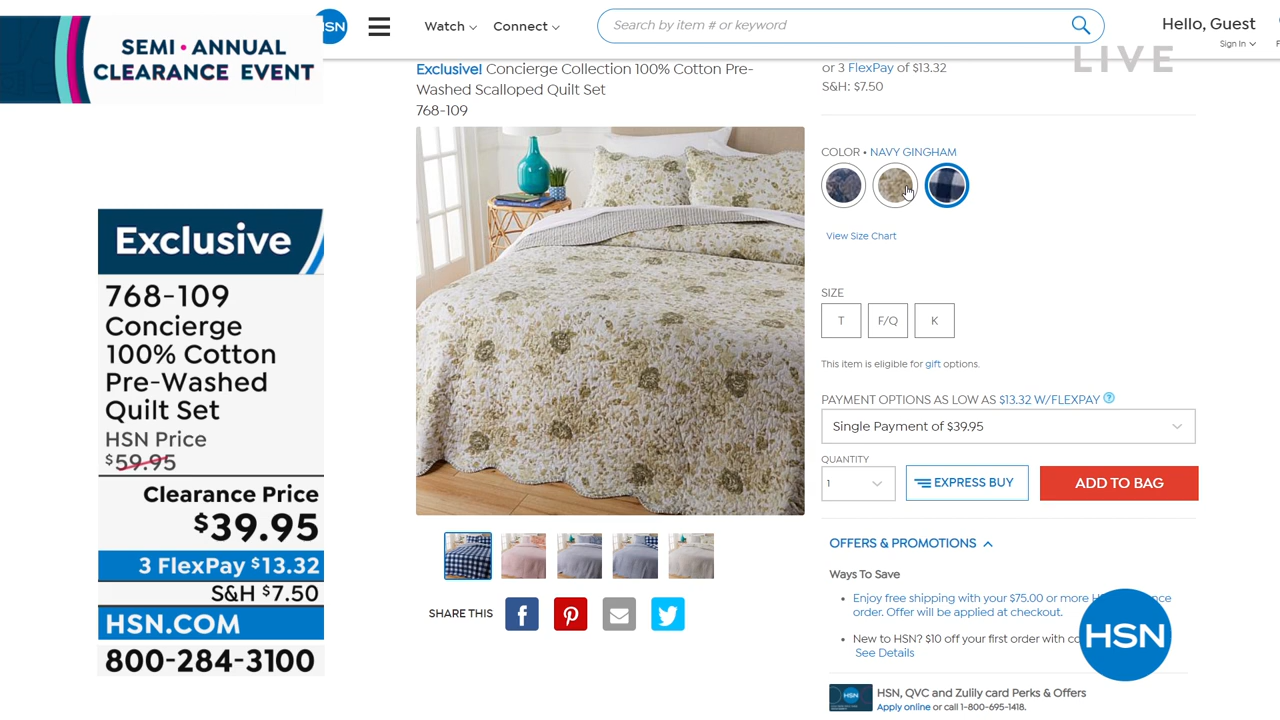 SEMI • ANNUAL
CLEARANCE EVENT
HSN
Watch
Connect
Search by item # or keyword
Hello, Guest
Sign In
LIVE
Exclusive! Concierge Collection 100% Cotton Pre-
Washed Scalloped Quilt Set
768-109
or 3 FlexPay of $13.32
S&H: $7.50
COLOR • NAVY GINGHAM
View Size Chart
SIZE
T
F/Q
K
This item is eligible for gift options.
PAYMENT OPTIONS AS LOW AS $13.32 W/FLEXPAY ?
Single Payment of $39.95
QUANTITY
1
EXPRESS BUY
ADD TO BAG
OFFERS & PROMOTIONS
Ways To Save
Enjoy free shipping with your $75.00 or more
order. Offer will be applied at checkout.
New to HSN? $10 off your first order with
See Details
HSN
HSN, QVC and Zulily card Perks & Offers
Apply online or call 1-800-695-1418.
HSN
SHARE THIS
Exclusive
768-109
Concierge
100% Cotton
Pre-Washed
Quilt Set
HSN Price
$59.95
Clearance Price
$39.95
3 FlexPay $13.32
S&H $7.50
HSN.COM
800-284-3100